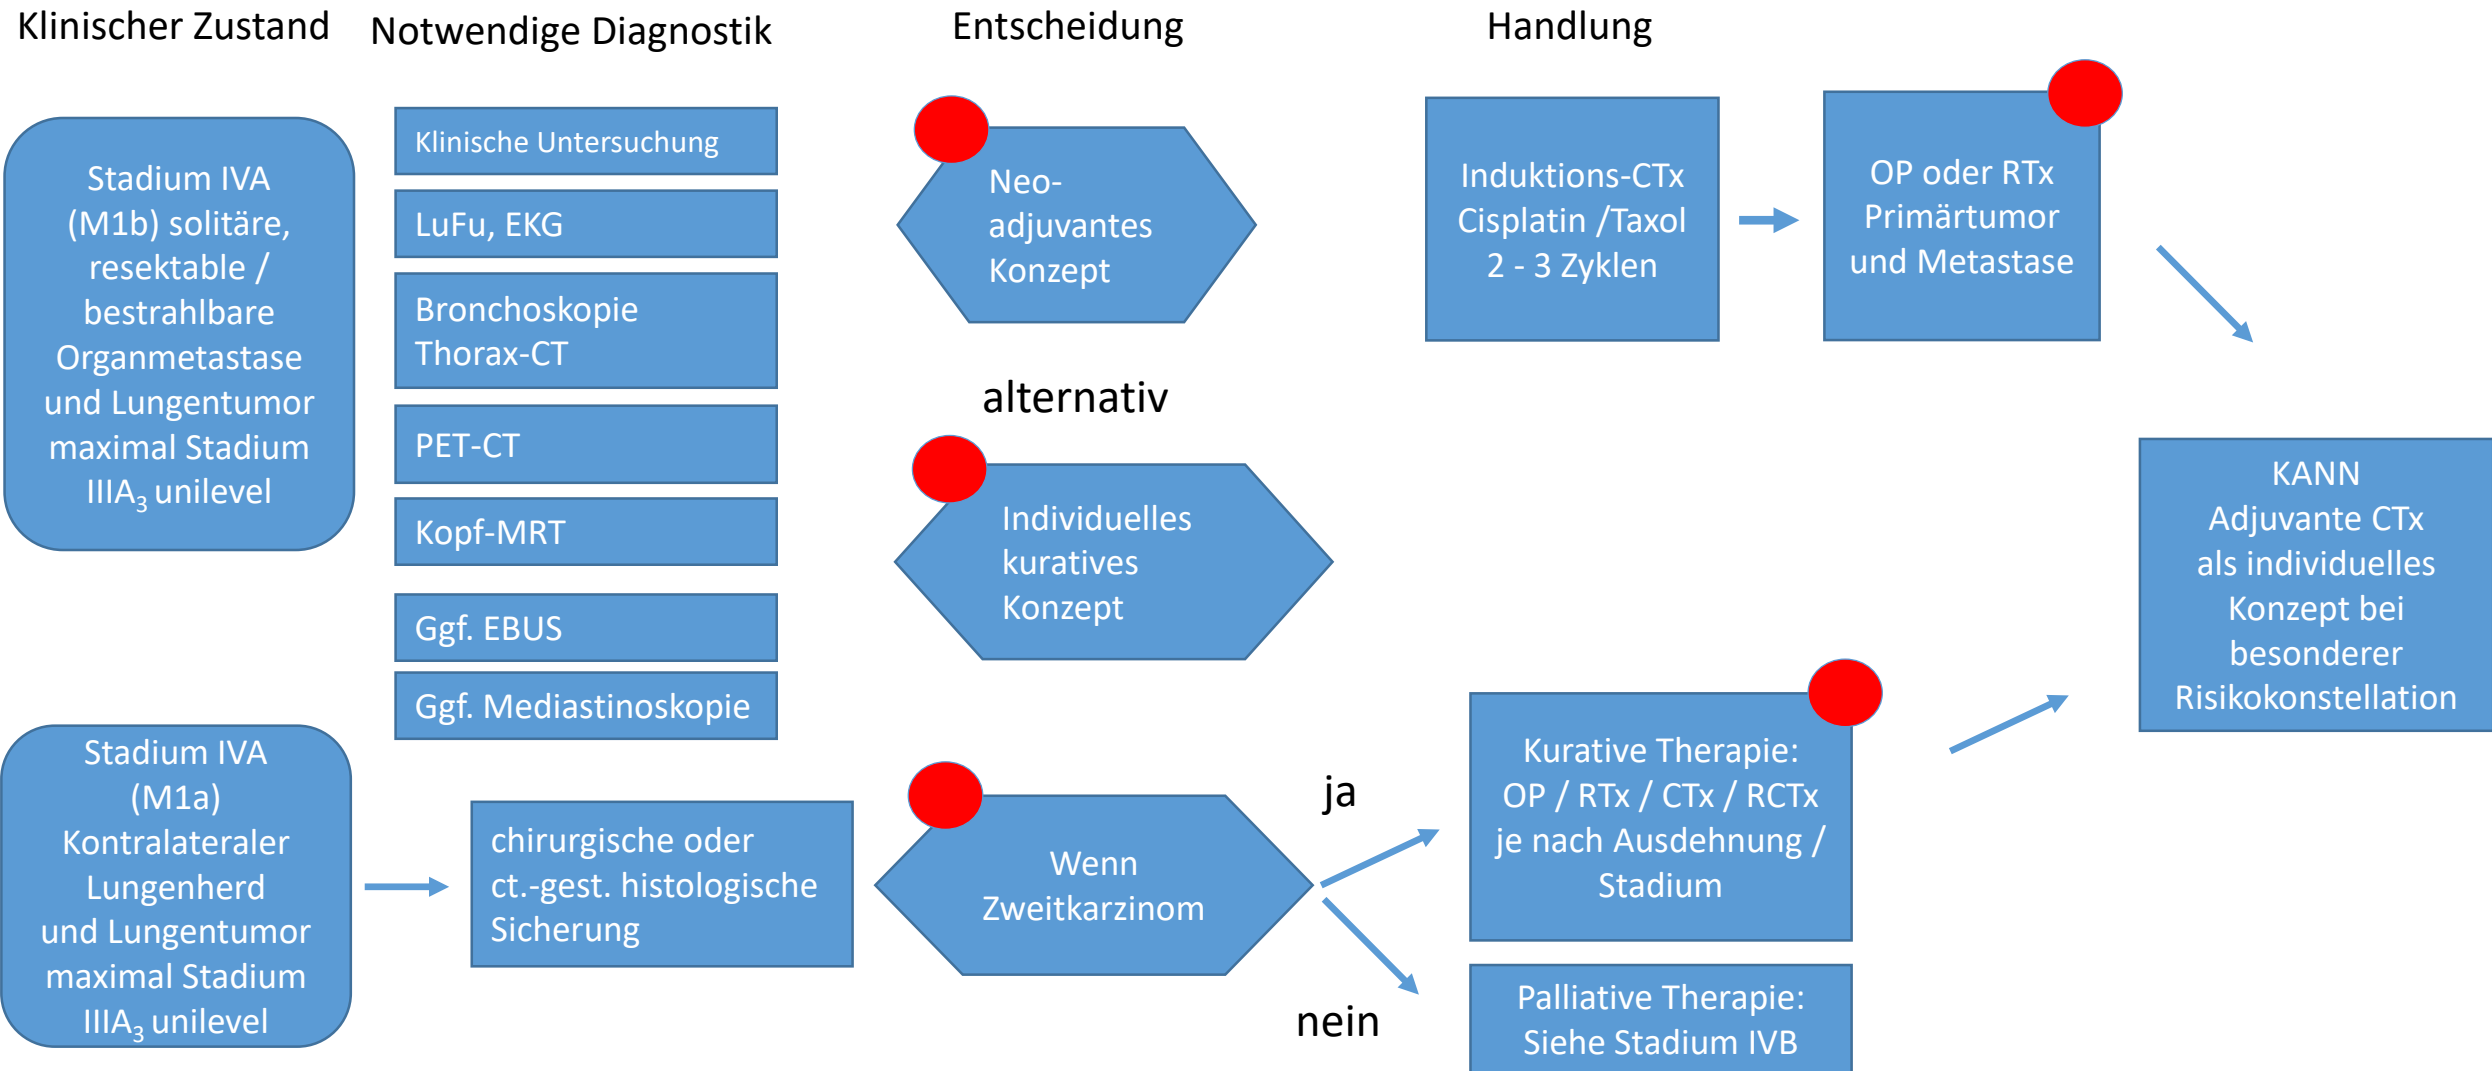 Klinischer Zustand
Notwendige Diagnostik
Entscheidung
Handlung
Stadium IVA
(M1b) solitäre,
resektable /
bestrahlbare
Organmetastase
und Lungentumor
maximal Stadium
IIIA₃ unilevel
Klinische Untersuchung
LuFu, EKG
Bronchoskopie
Thorax-CT
PET-CT
Kopf-MRT
Ggf. EBUS
Ggf. Mediastinoskopie
Neo-
adjuvantes
Konzept
alternativ
Individuelles
kuratives
Konzept
Induktions-CTx
Cisplatin /Taxol
2 - 3 Zyklen
OP oder RTx
Primärtumor
und Metastase
KANN
Adjuvante CTx
als individuelles
Konzept bei
besonderer
Risikokonstellation
Stadium IVA
(M1a)
Kontralateraler
Lungenherd
und Lungentumor
maximal Stadium
IIIA₃ unilevel
chirurgische oder
ct.-gest. histologische
Sicherung
Wenn
Zweitkarzinom
ja
nein
Kurative Therapie:
OP / RTx / CTx / RCTx
je nach Ausdehnung /
Stadium
Palliative Therapie:
Siehe Stadium IVB